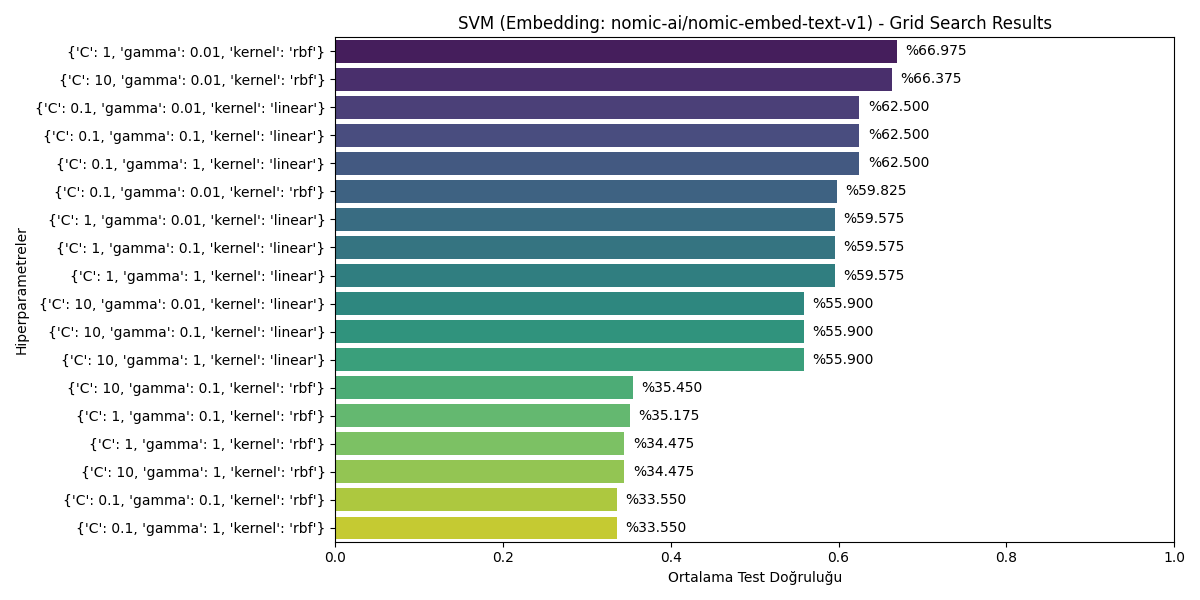 SVM (Embedding: nomic-ai/nomic-embed-text-v1) - Grid Search Results
Hiperparametreler
{'C': 1, 'gamma': 0.01, 'kernel': 'rbf'} %66.975
{'C': 10, 'gamma': 0.01, 'kernel': 'rbf'} %66.375
{'C': 0.1, 'gamma': 0.01, 'kernel': 'linear'} %62.500
{'C': 0.1, 'gamma': 0.1, 'kernel': 'linear'} %62.500
{'C': 0.1, 'gamma': 1, 'kernel': 'linear'} %62.500
{'C': 0.1, 'gamma': 0.01, 'kernel': 'rbf'} %59.825
{'C': 1, 'gamma': 0.01, 'kernel': 'linear'} %59.575
{'C': 1, 'gamma': 0.1, 'kernel': 'linear'} %59.575
{'C': 1, 'gamma': 1, 'kernel': 'linear'} %59.575
{'C': 10, 'gamma': 0.01, 'kernel': 'linear'} %55.900
{'C': 10, 'gamma': 0.1, 'kernel': 'linear'} %55.900
{'C': 10, 'gamma': 1, 'kernel': 'linear'} %55.900
{'C': 10, 'gamma': 0.1, 'kernel': 'rbf'} %35.450
{'C': 1, 'gamma': 0.1, 'kernel': 'rbf'} %35.175
{'C': 1, 'gamma': 1, 'kernel': 'rbf'} %34.475
{'C': 10, 'gamma': 1, 'kernel': 'rbf'} %34.475
{'C': 0.1, 'gamma': 0.1, 'kernel': 'rbf'} %33.550
{'C': 0.1, 'gamma': 1, 'kernel': 'rbf'} %33.550
0.0 0.2 0.4 0.6 0.8 1.0
Ortalama Test Doğruluğu